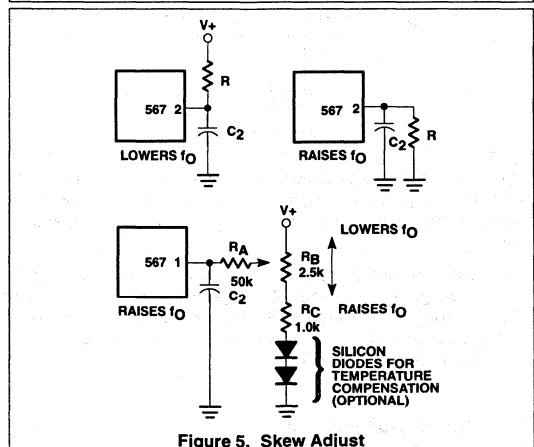 V+
R
567 2
C2
LOWERS fO
567 2
C2
R
RAISES fO
V+
LOWERS fO
RA
567 1
50k
C2
RB
2.5k
RAISES fO
RC
1.0k
RAISES fO
SILICON
DIODES FOR
TEMPERATURE
COMPENSATION
(OPTIONAL)
Figure 5. Skew Adjust